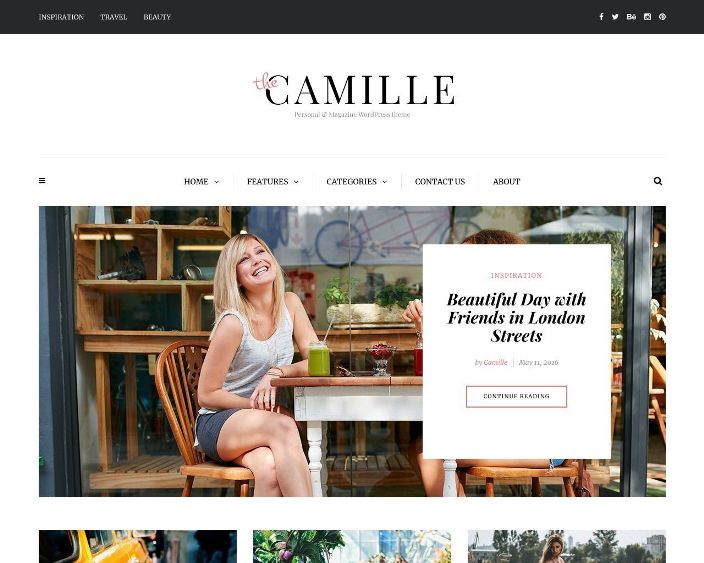 INSPIRATION TRAVEL BEAUTY
the CAMILLE
Personal & Magazine WordPress theme
HOME FEATURES CATEGORIES CONTACT US ABOUT
INSPIRATION
Beautiful Day with
Friends in London
Streets
by Camille May 11, 2016
CONTINUE READING